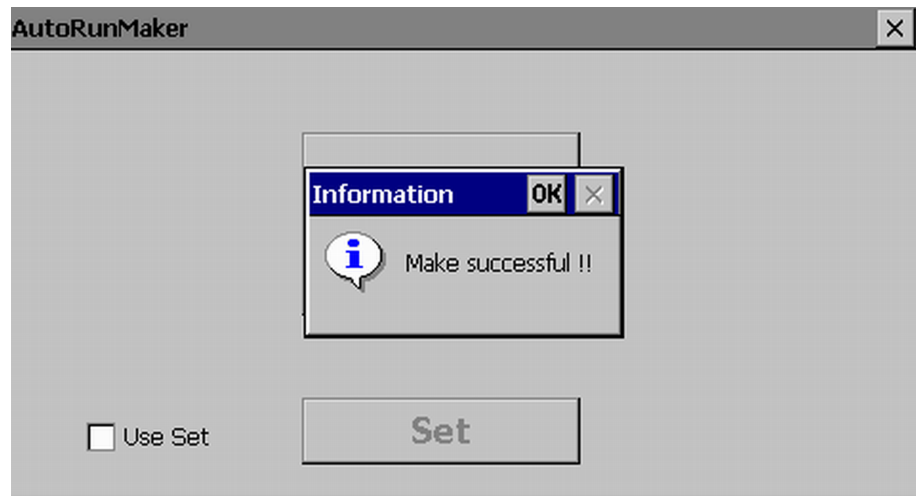 AutoRunMaker
Information OK
Make successful !!
Use Set
Set